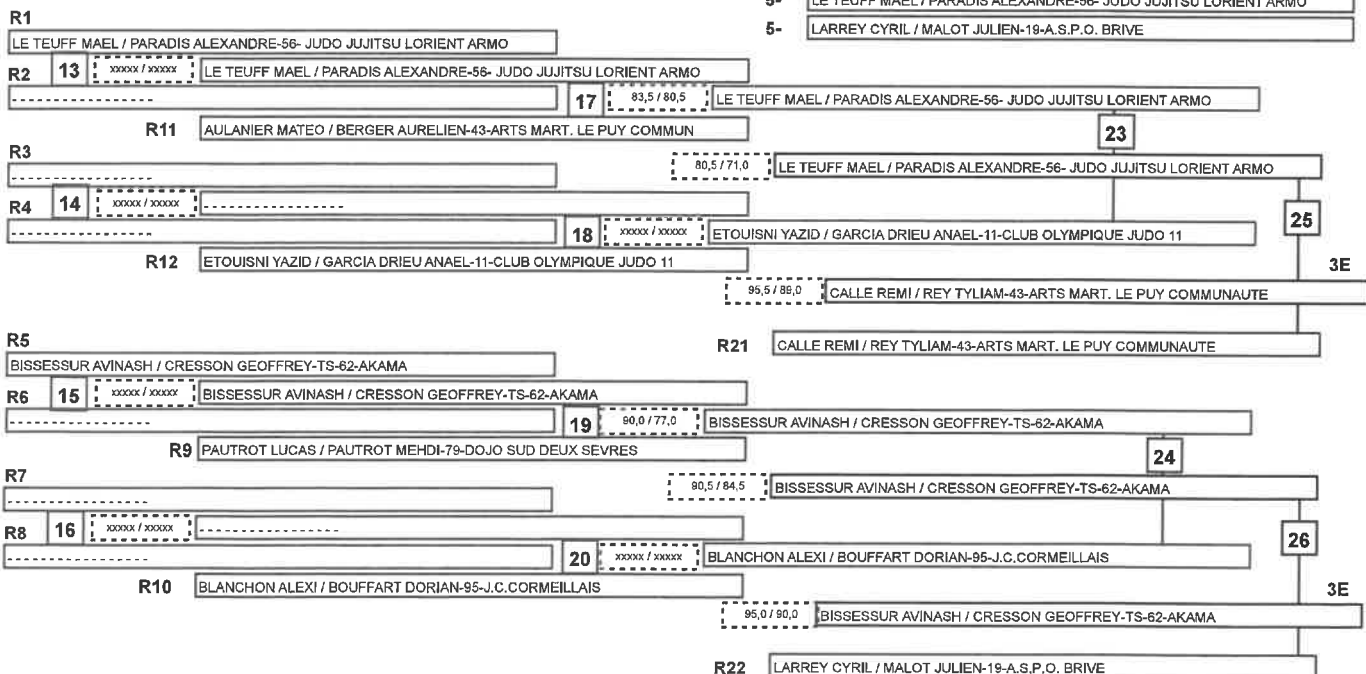 5- LE TEUFF MAEL / PARADIS ALEXANDRE-56- JUDO JUJITSU LORIENT ARMO
R1
5- LARREY CYRIL / MALOT JULIEN-19-A.S.P.O. BRIVE
LE TEUFF MAEL / PARADIS ALEXANDRE-56- JUDO JUJITSU LORIENT ARMO
R2 13 xxxxx / xxxxx LE TEUFF MAEL / PARADIS ALEXANDRE-56- JUDO JUJITSU LORIENT ARMO
----------------- 17 83,5 / 80,5 LE TEUFF MAEL / PARADIS ALEXANDRE-56- JUDO JUJITSU LORIENT ARMO
R11 AULANIER MATEO / BERGER AURELIEN-43-ARTS MART. LE PUY COMMUN
23
R3
80,5 / 71,0 LE TEUFF MAEL / PARADIS ALEXANDRE-56- JUDO JUJITSU LORIENT ARMO
-----------------
R4 14 xxxxx / xxxxx -----------------
----------------- 18 xxxxx / xxxxx ETOUISNI YAZID / GARCIA DRIEU ANAEL-11-CLUB OLYMPIQUE JUDO 11
25
R12 ETOUISNI YAZID / GARCIA DRIEU ANAEL-11-CLUB OLYMPIQUE JUDO 11
3E
95,5 / 89,0 CALLE REMI / REY TYLIAM-43-ARTS MART. LE PUY COMMUNAUTE
R5
R21 CALLE REMI / REY TYLIAM-43-ARTS MART. LE PUY COMMUNAUTE
BISSESSUR AVINASH / CRESSON GEOFFREY-TS-62-AKAMA
R6 15 xxxxx / xxxxx BISSESSUR AVINASH / CRESSON GEOFFREY-TS-62-AKAMA
----------------- 19 90,0 / 77,0 BISSESSUR AVINASH / CRESSON GEOFFREY-TS-62-AKAMA
R9 PAUTROT LUCAS / PAUTROT MEHDI-79-DOJO SUD DEUX SEVRES
24
R7
90,5 / 84,5 BISSESSUR AVINASH / CRESSON GEOFFREY-TS-62-AKAMA
-----------------
R8 16 xxxxx / xxxxx -----------------
26
----------------- 20 xxxxx / xxxxx BLANCHON ALEXI / BOUFFART DORIAN-95-J.C.CORMEILLAIS
R10 BLANCHON ALEXI / BOUFFART DORIAN-95-J.C.CORMEILLAIS
3E
95,0 / 90,0 BISSESSUR AVINASH / CRESSON GEOFFREY-TS-62-AKAMA
R22 LARREY CYRIL / MALOT JULIEN-19-A.S.P.O. BRIVE